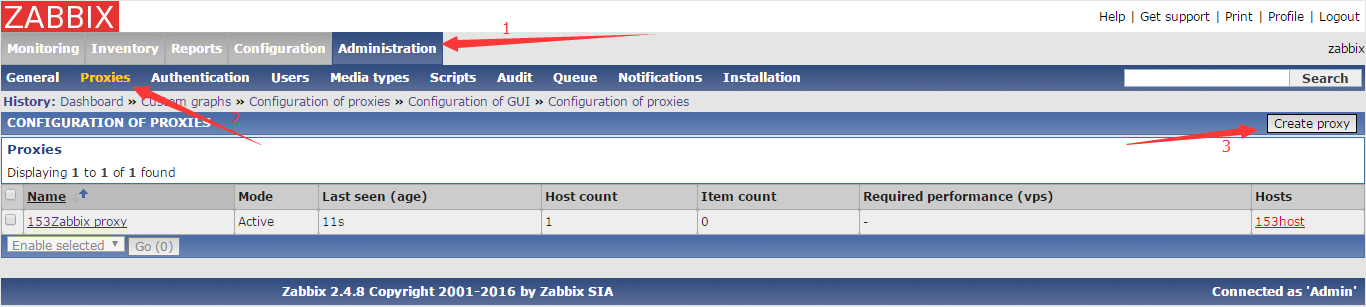 ZABBIX
Help | Get support | Print | Profile | Logout
1
Monitoring Inventory Reports Configuration Administration
zabbix
General Proxies Authentication Users Media types Scripts Audit Queue Notifications Installation
Search
History: Dashboard » Custom graphs » Configuration of proxies » Configuration of GUI » Configuration of proxies
2
CONFIGURATION OF PROXIES
Create proxy
3
Proxies
Displaying 1 to 1 of 1 found
Name Mode Last seen (age) Host count Item count Required performance (vps) Hosts
153Zabbix proxy Active 11s 1 0 - 153host
Enable selected Go (0)
Zabbix 2.4.8 Copyright 2001-2016 by Zabbix SIA
Connected as 'Admin'